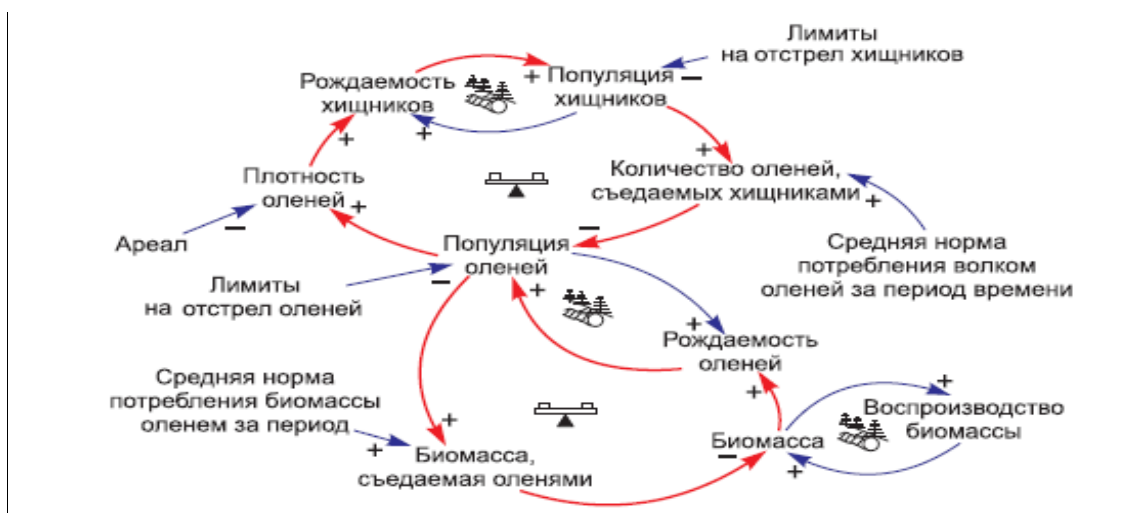 Лимиты
на отстрел хищников
Рождаемость
хищников
+
Популяция
хищников
−
+
+
+
Количество оленей,
съедаемых хищниками
+
Плотность
оленей
+
−
Ареал
−
Популяция
оленей
−
+
Лимиты
на отстрел оленей
Средняя норма
потребления волком
оленей за период времени
+
Рождаемость
оленей
+
Средняя норма
потребления биомассы
оленем за период
+
+
Биомасса,
съедаемая оленями
Биомасса
−
+
+
Воспроизводство
биомассы